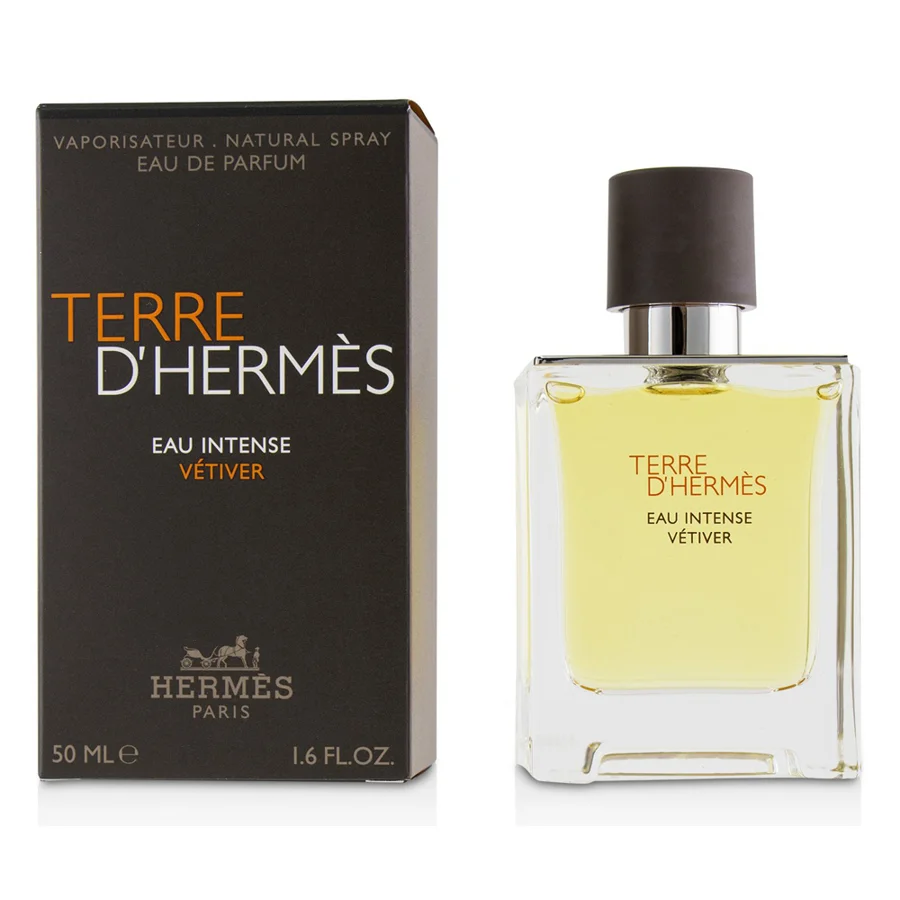 VAPORISATEUR . NATURAL SPRAY
EAU DE PARFUM
TERRE
D'HERMÈS
EAU INTENSE
VÉTIVER
HERMÈS
PARIS
50 ML ℮
1.6 FL.OZ.
TERRE
D'HERMÈS
EAU INTENSE
VÉTIVER